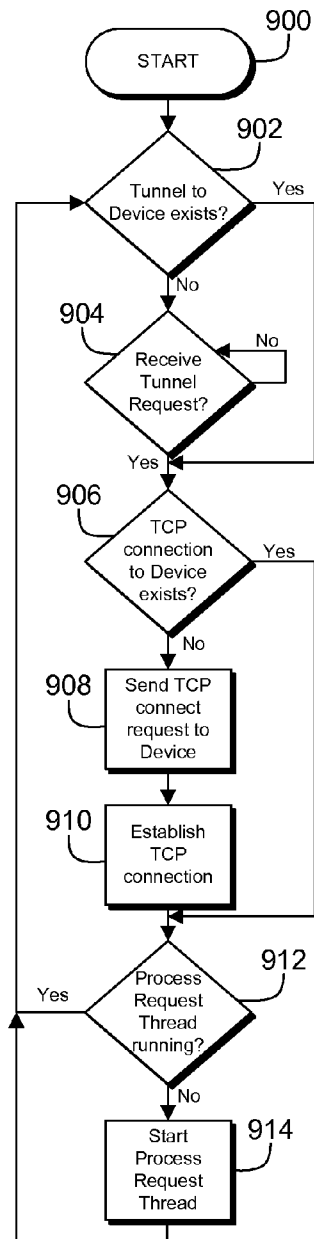 900
START
902
Tunnel to
Device exists?
Yes
No
904
No
Receive
Tunnel
Request?
Yes
906
TCP
connection
to Device
exists?
Yes
No
908
Send TCP
connect
request to
Device
910
Establish
TCP
connection
912
Yes
Process
Request
Thread
running?
No
914
Start
Process
Request
Thread